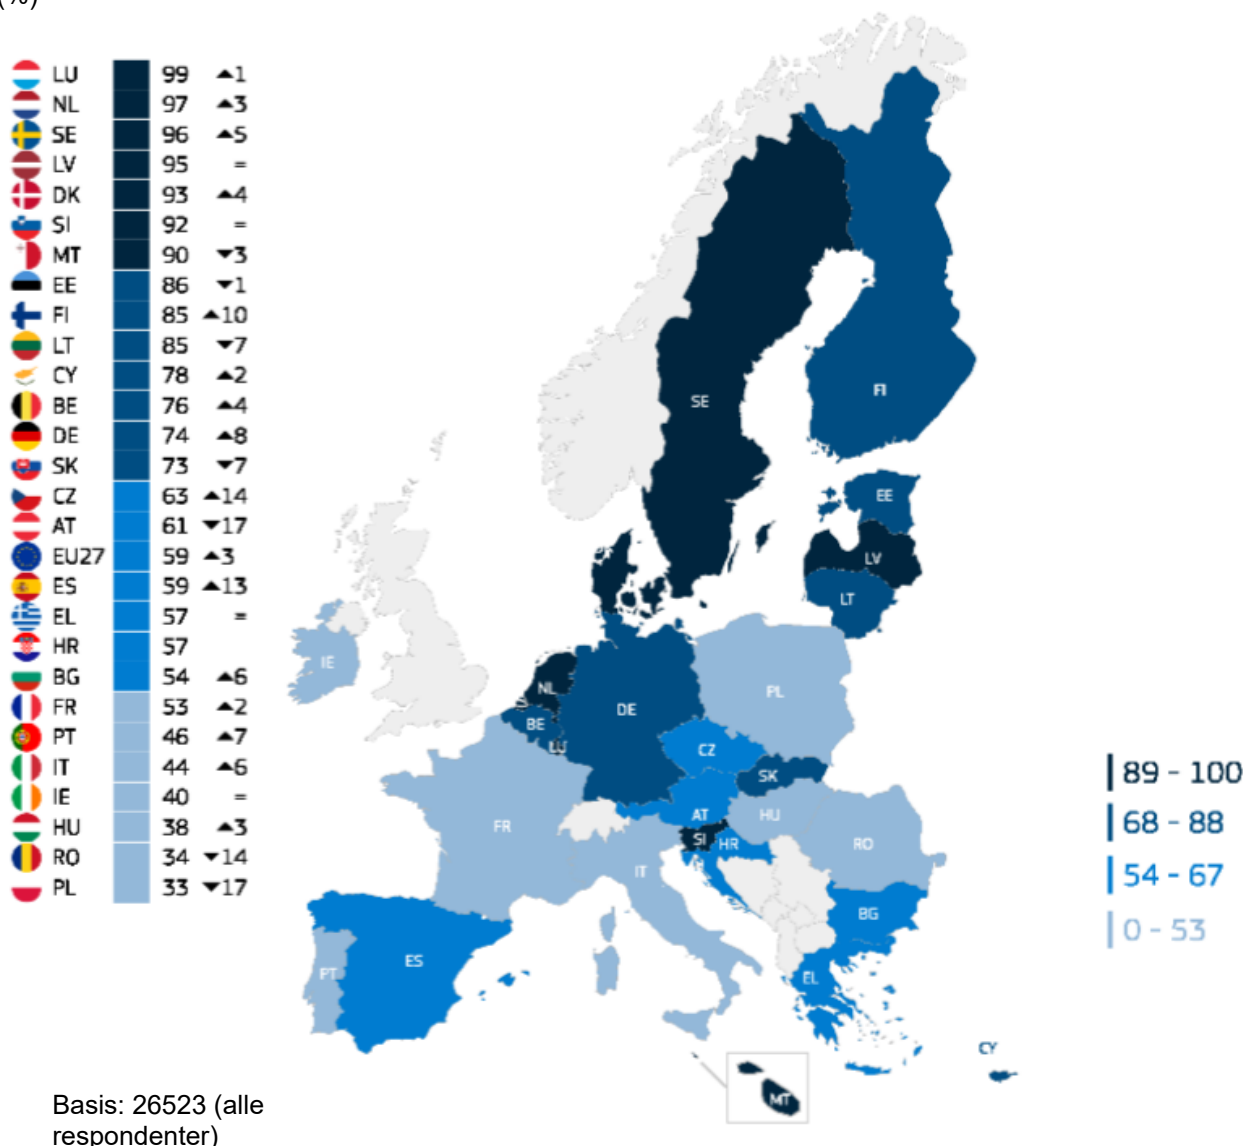 (%)
LU 99 ▲1
NL 97 ▲3
SE 96 ▲5
LV 95 =
DK 93 ▲4
SI 92 =
MT 90 ▼3
EE 86 ▼1
FI 85 ▲10
LT 85 ▼7
CY 78 ▲2
BE 76 ▲4
DE 74 ▲8
SK 73 ▼7
CZ 63 ▲14
AT 61 ▼17
EU27 59 ▲3
ES 59 ▲13
EL 57 =
HR 57
BG 54 ▲6
FR 53 ▲2
PT 46 ▲7
IT 44 ▲6
IE 40 =
HU 38 ▲3
RO 34 ▼14
PL 33 ▼17
FI
SE
EE
LV
LT
IE
NL
PL
DE
BE
LU
CZ
SK
AT
HU
FR
SI
HR
RO
IT
BG
ES
PT
EL
CY
MT
89 - 100
68 - 88
54 - 67
0 - 53
Basis: 26523 (alle
respondenter)